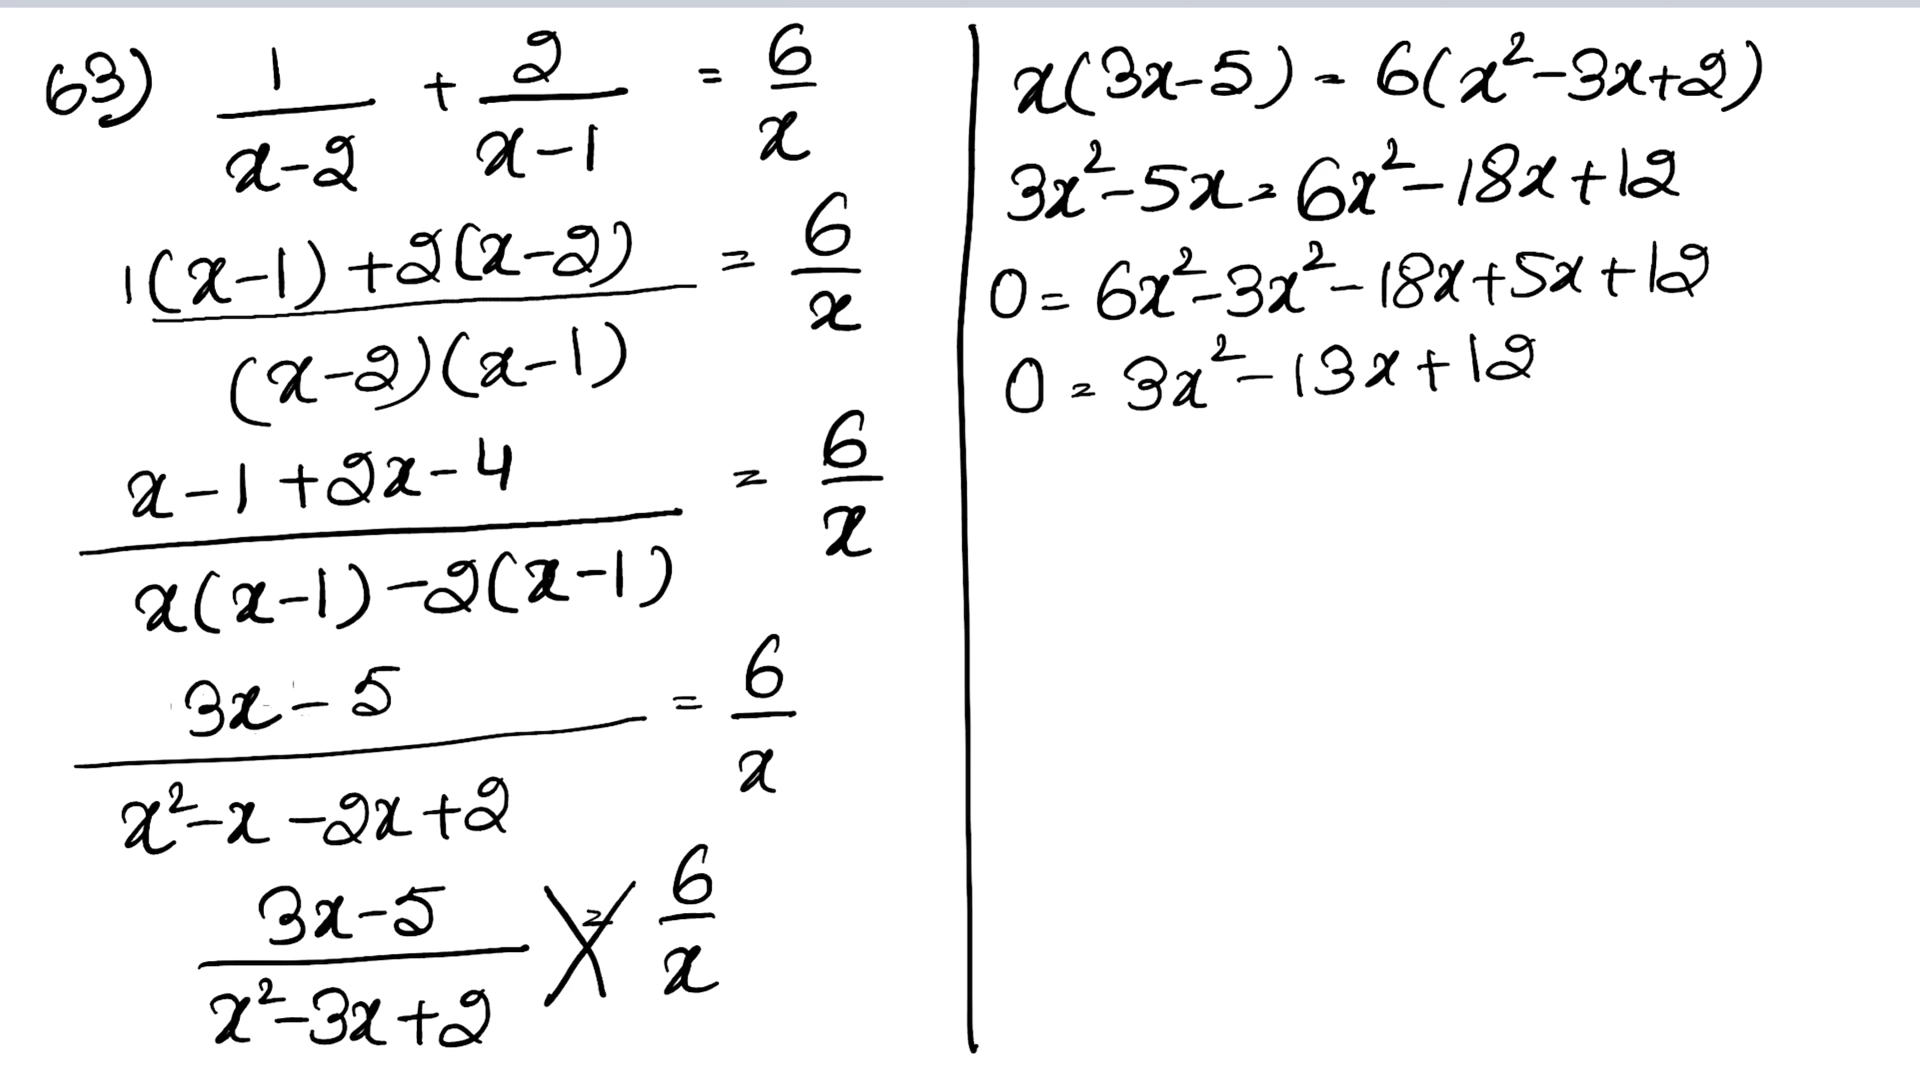 63) 1/(x-2) + 2/(x-1) = 6/x
(1(x-1)+2(x-2))/((x-2)(x-1)) = 6/x
(x-1+2x-4)/(x(x-1)-2(x-1)) = 6/x
(3x-5)/(x²-x-2x+2) = 6/x
(3x-5)/(x²-3x+2) = 6/x
x(3x-5) = 6(x²-3x+2)
3x²-5x = 6x²-18x+12
0 = 6x²-3x²-18x+5x+12
0 = 3x²-13x+12